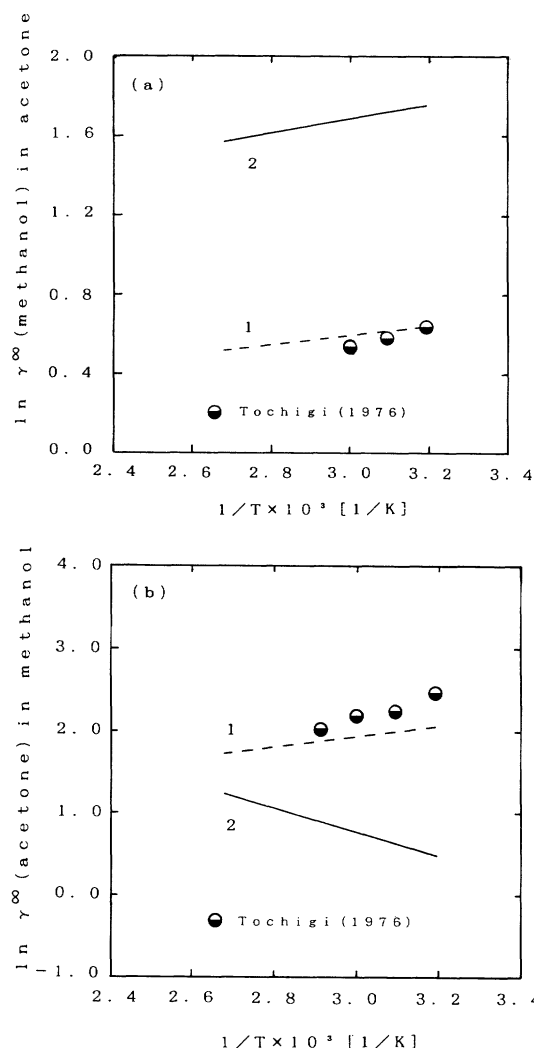 ln γ∞ (methanol) in acetone
2.0
(a)
1.6
2
1.2
0.8
1
0.4
Tochigi (1976)
0.0
2.4 2.6 2.8 3.0 3.2 3.4
1/T×10³ [1/K]
ln γ∞ (acetone) in methanol
4.0
(b)
3.0
2.0
1
1.0
2
0.0
Tochigi (1976)
-1.0
2.4 2.6 2.8 3.0 3.2 3.4
1/T×10³ [1/K]